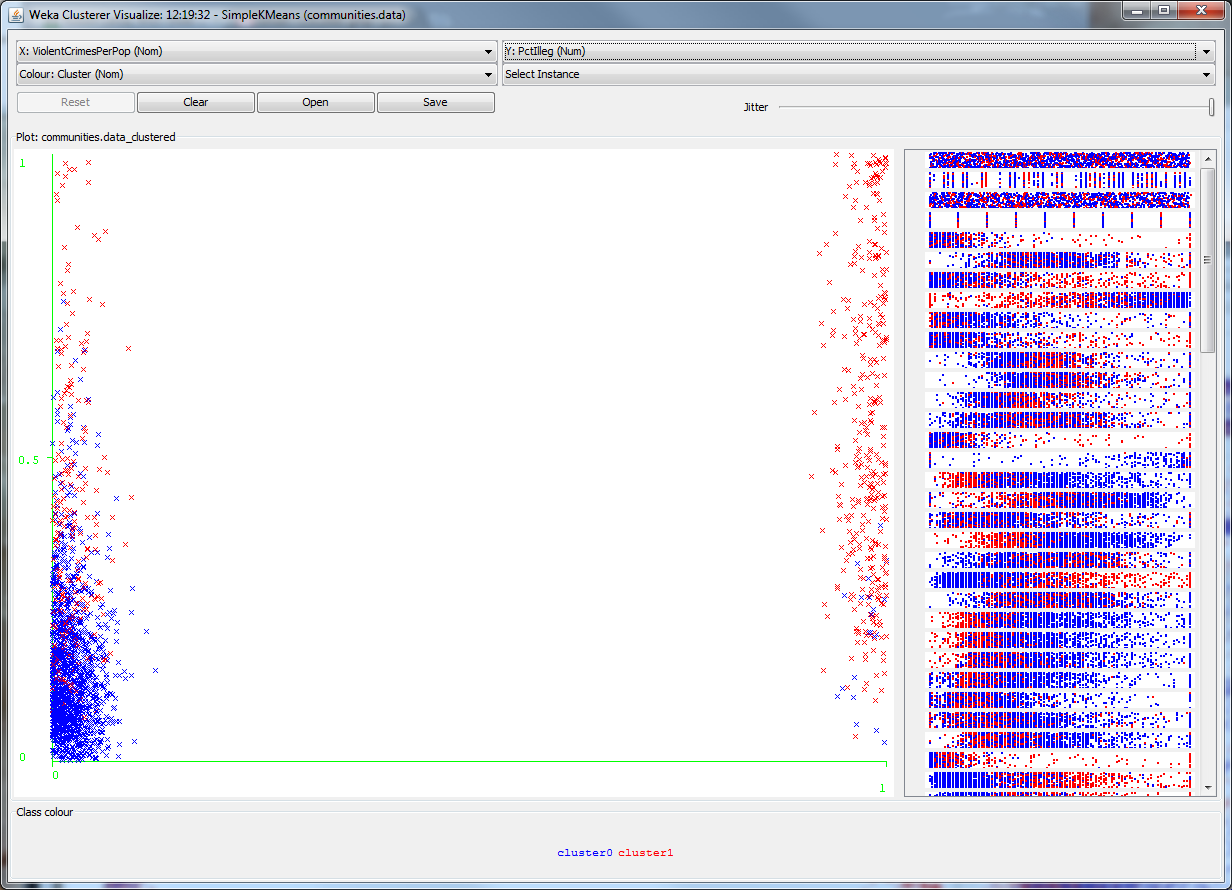 Weka Clusterer Visualize: 12:19:32 - SimpleKMeans (communities.data)
X: ViolentCrimesPerPop (Nom) Y: PctIlleg (Num)
Colour: Cluster (Nom) Select Instance
Reset Clear Open Save Jitter
Plot: communities.data_clustered
1
0.5
0
0 1
Class colour
cluster0 cluster1